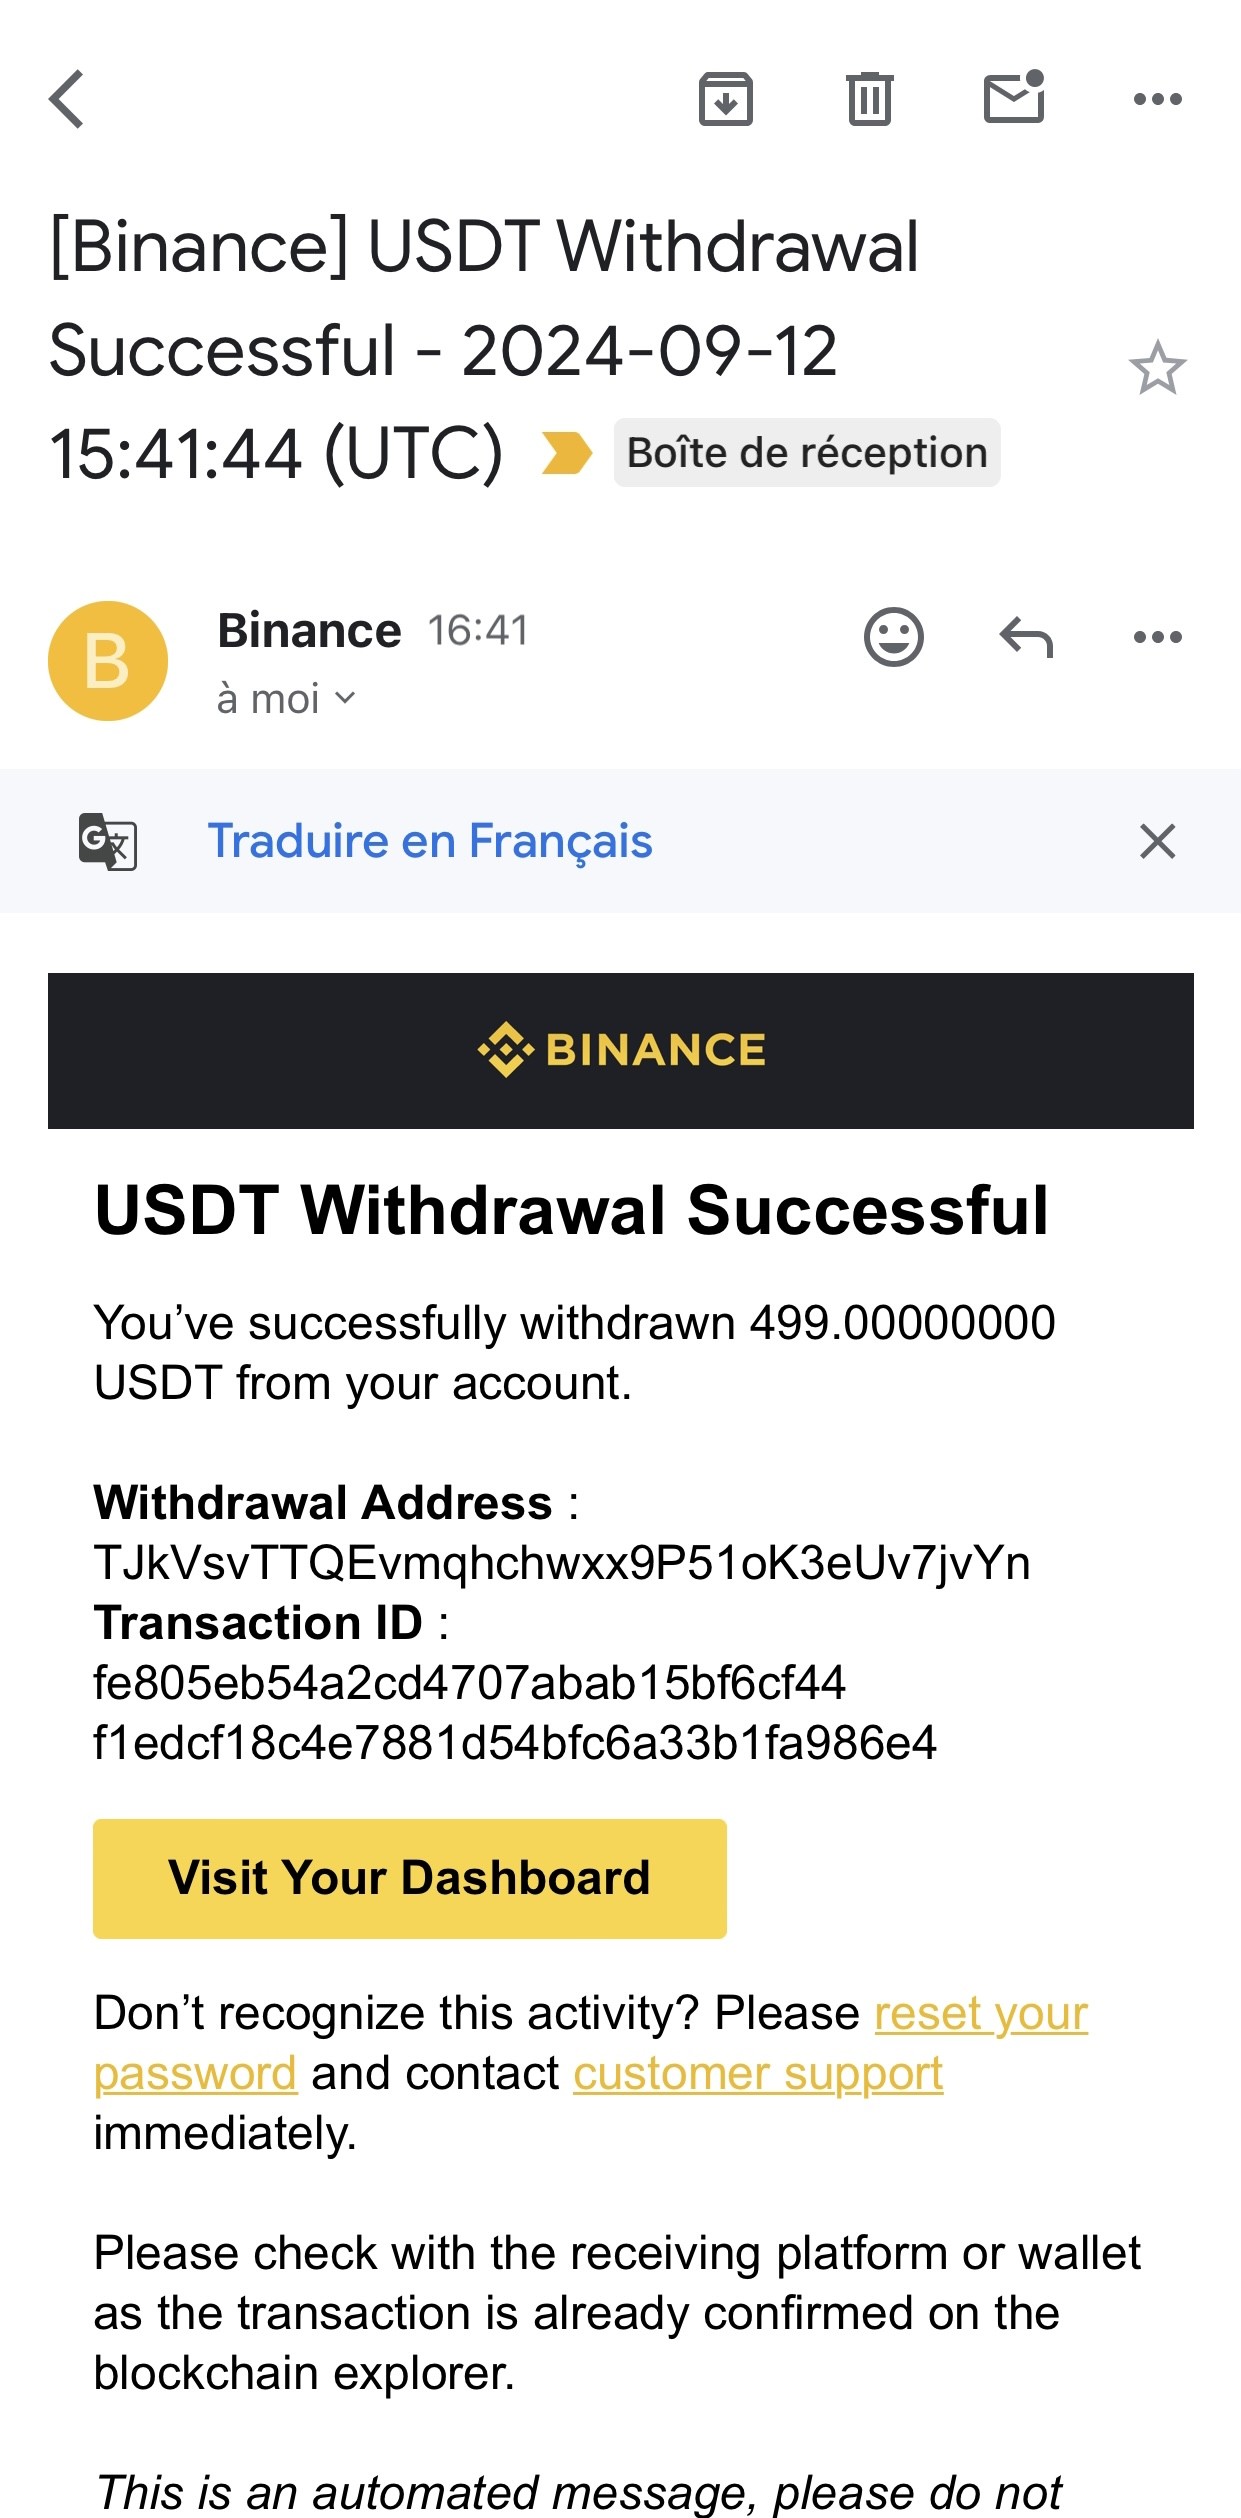 [Binance] USDT Withdrawal
Successful - 2024-09-12
15:41:44 (UTC) Boîte de réception
B
Binance 16:41
à moi
Traduire en Français
BINANCE
USDT Withdrawal Successful
You’ve successfully withdrawn 499.00000000
USDT from your account.
Withdrawal Address :
TJkVsvTTQEvmqhchwxx9P51oK3eUv7jvYn
Transaction ID :
fe805eb54a2cd4707abab15bf6cf44
f1edcf18c4e7881d54bfc6a33b1fa986e4
Visit Your Dashboard
Don’t recognize this activity? Please reset your
password and contact customer support
immediately.
Please check with the receiving platform or wallet
as the transaction is already confirmed on the
blockchain explorer.
This is an automated message, please do not